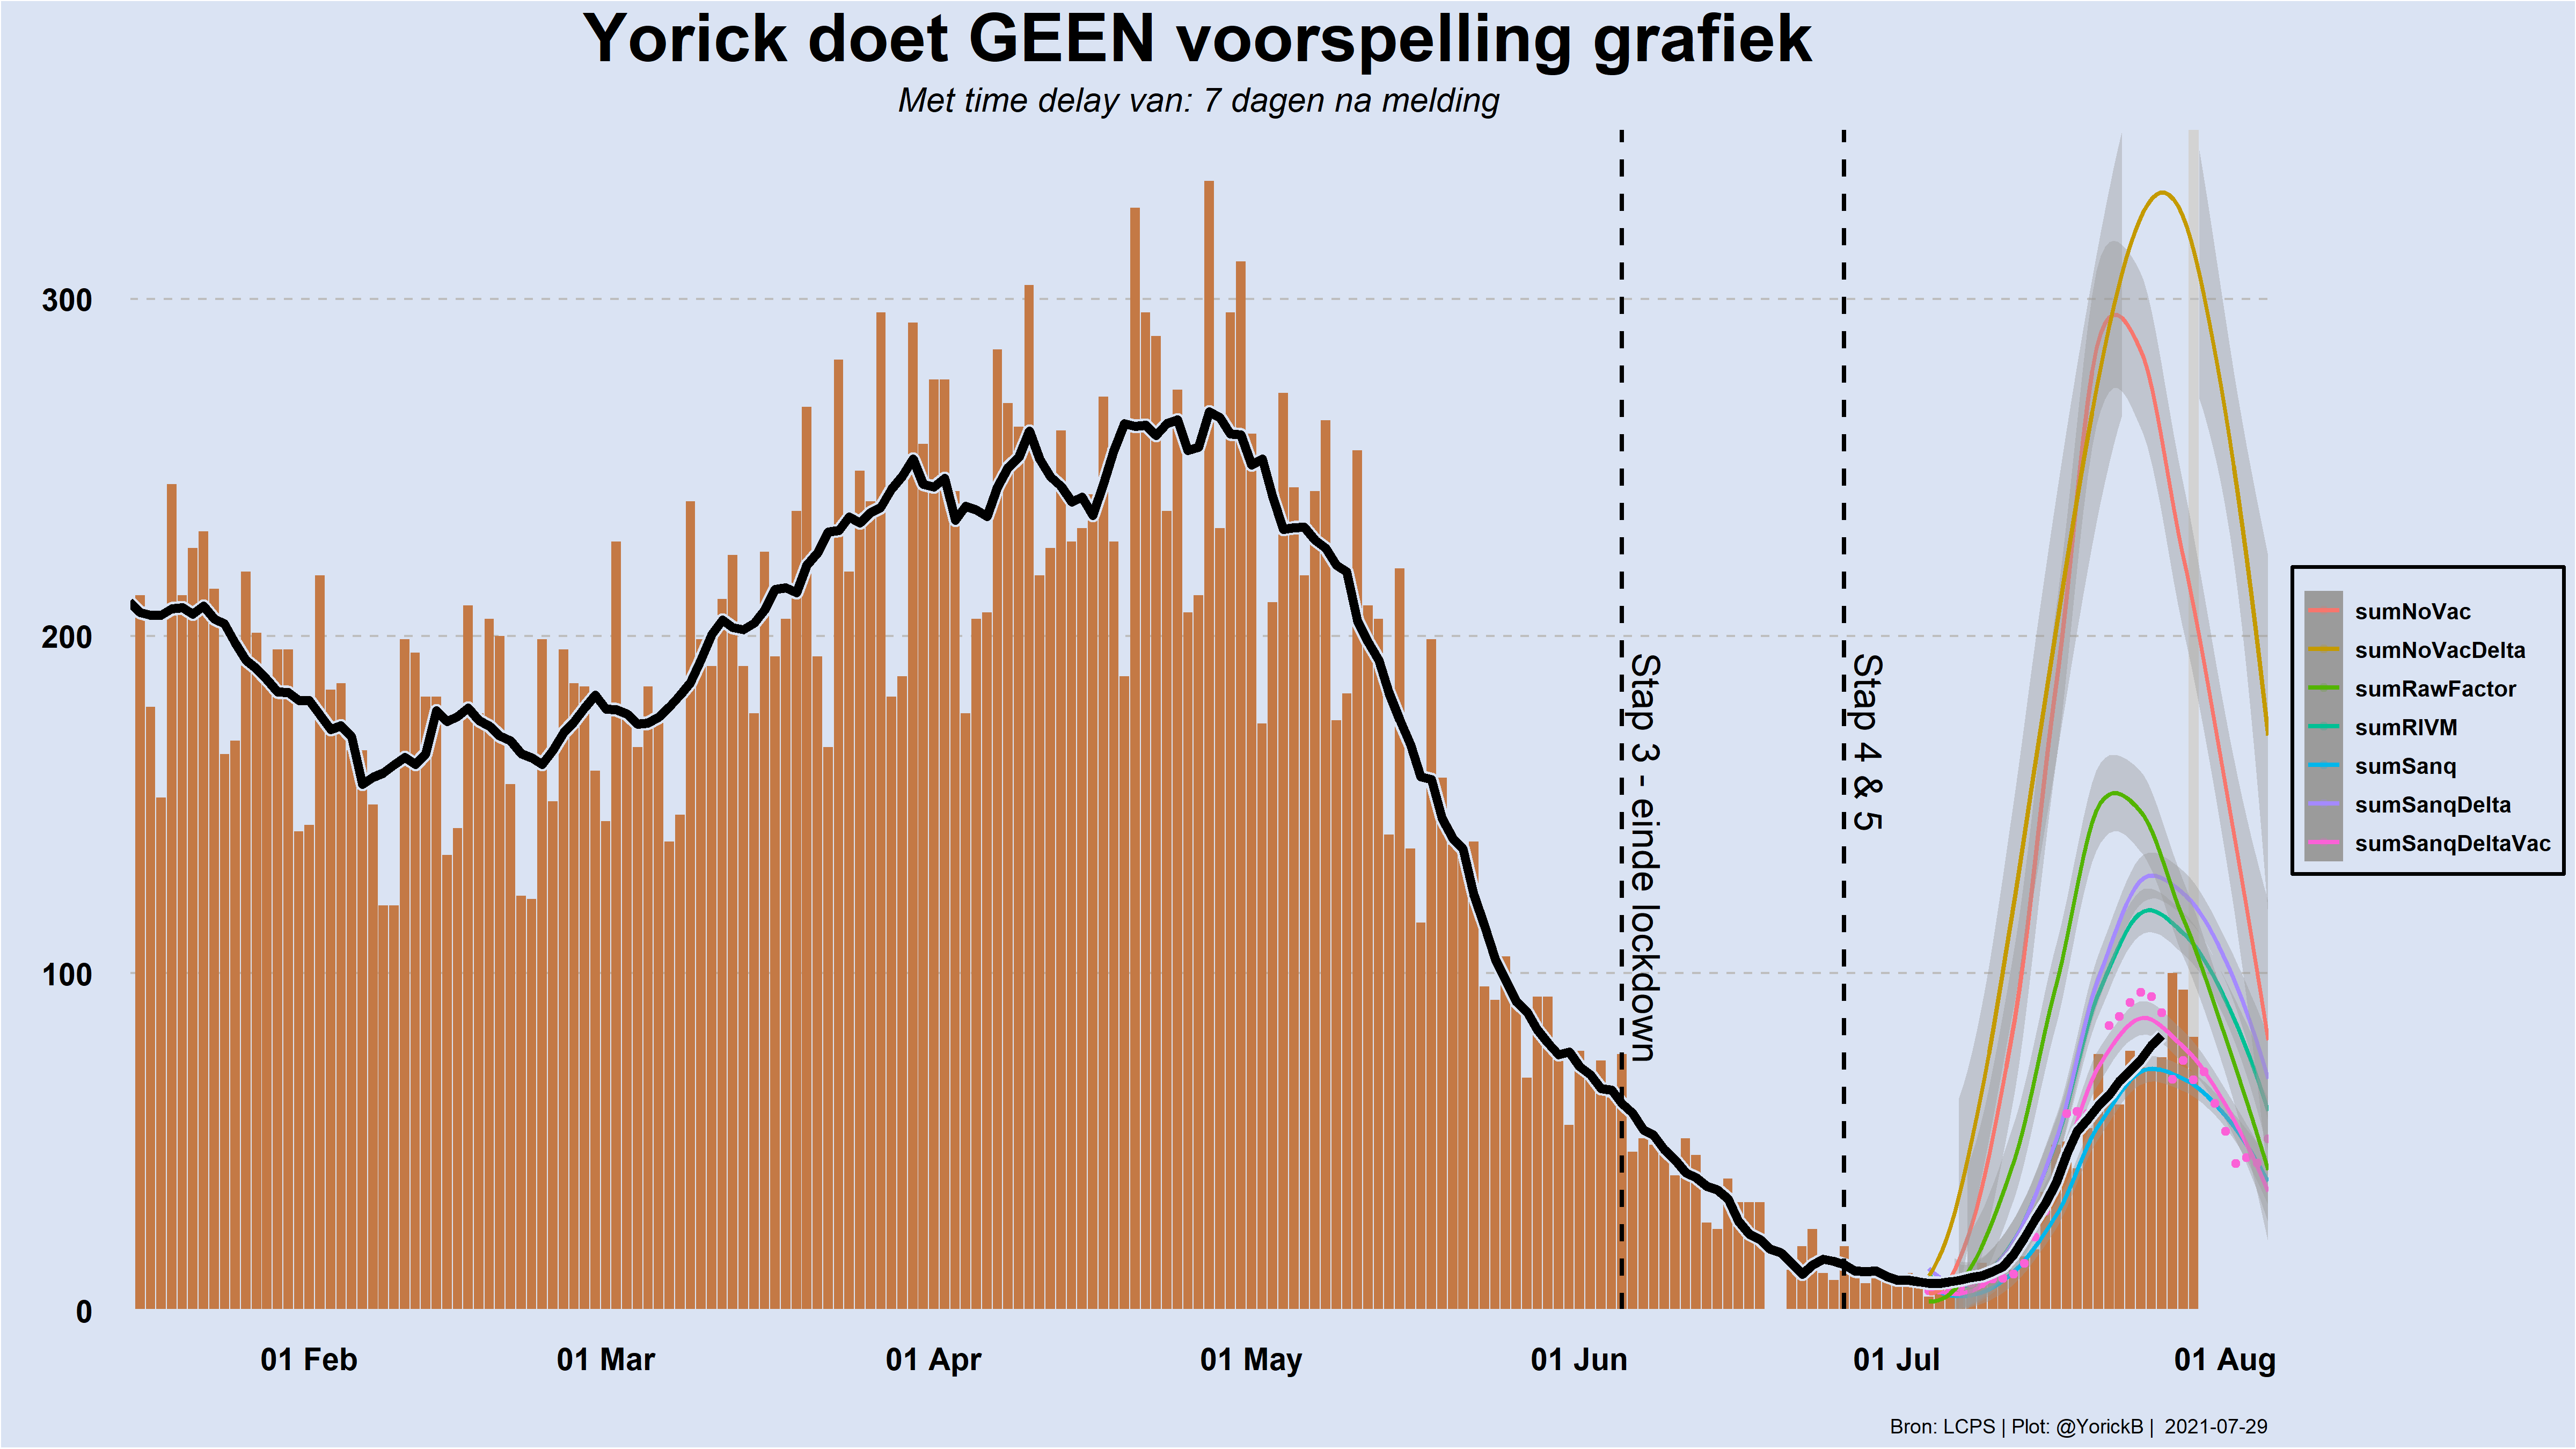 Yorick doet GEEN voorspelling grafiek
Met time delay van: 7 dagen na melding
300
200
100
0
Stap 3 - einde lockdown
Stap 4 & 5
sumNoVac
sumNoVacDelta
sumRawFactor
sumRIVM
sumSanq
sumSanqDelta
sumSanqDeltaVac
01 Feb
01 Mar
01 Apr
01 May
01 Jun
01 Jul
01 Aug
Bron: LCPS | Plot: @YorickB | 2021-07-29